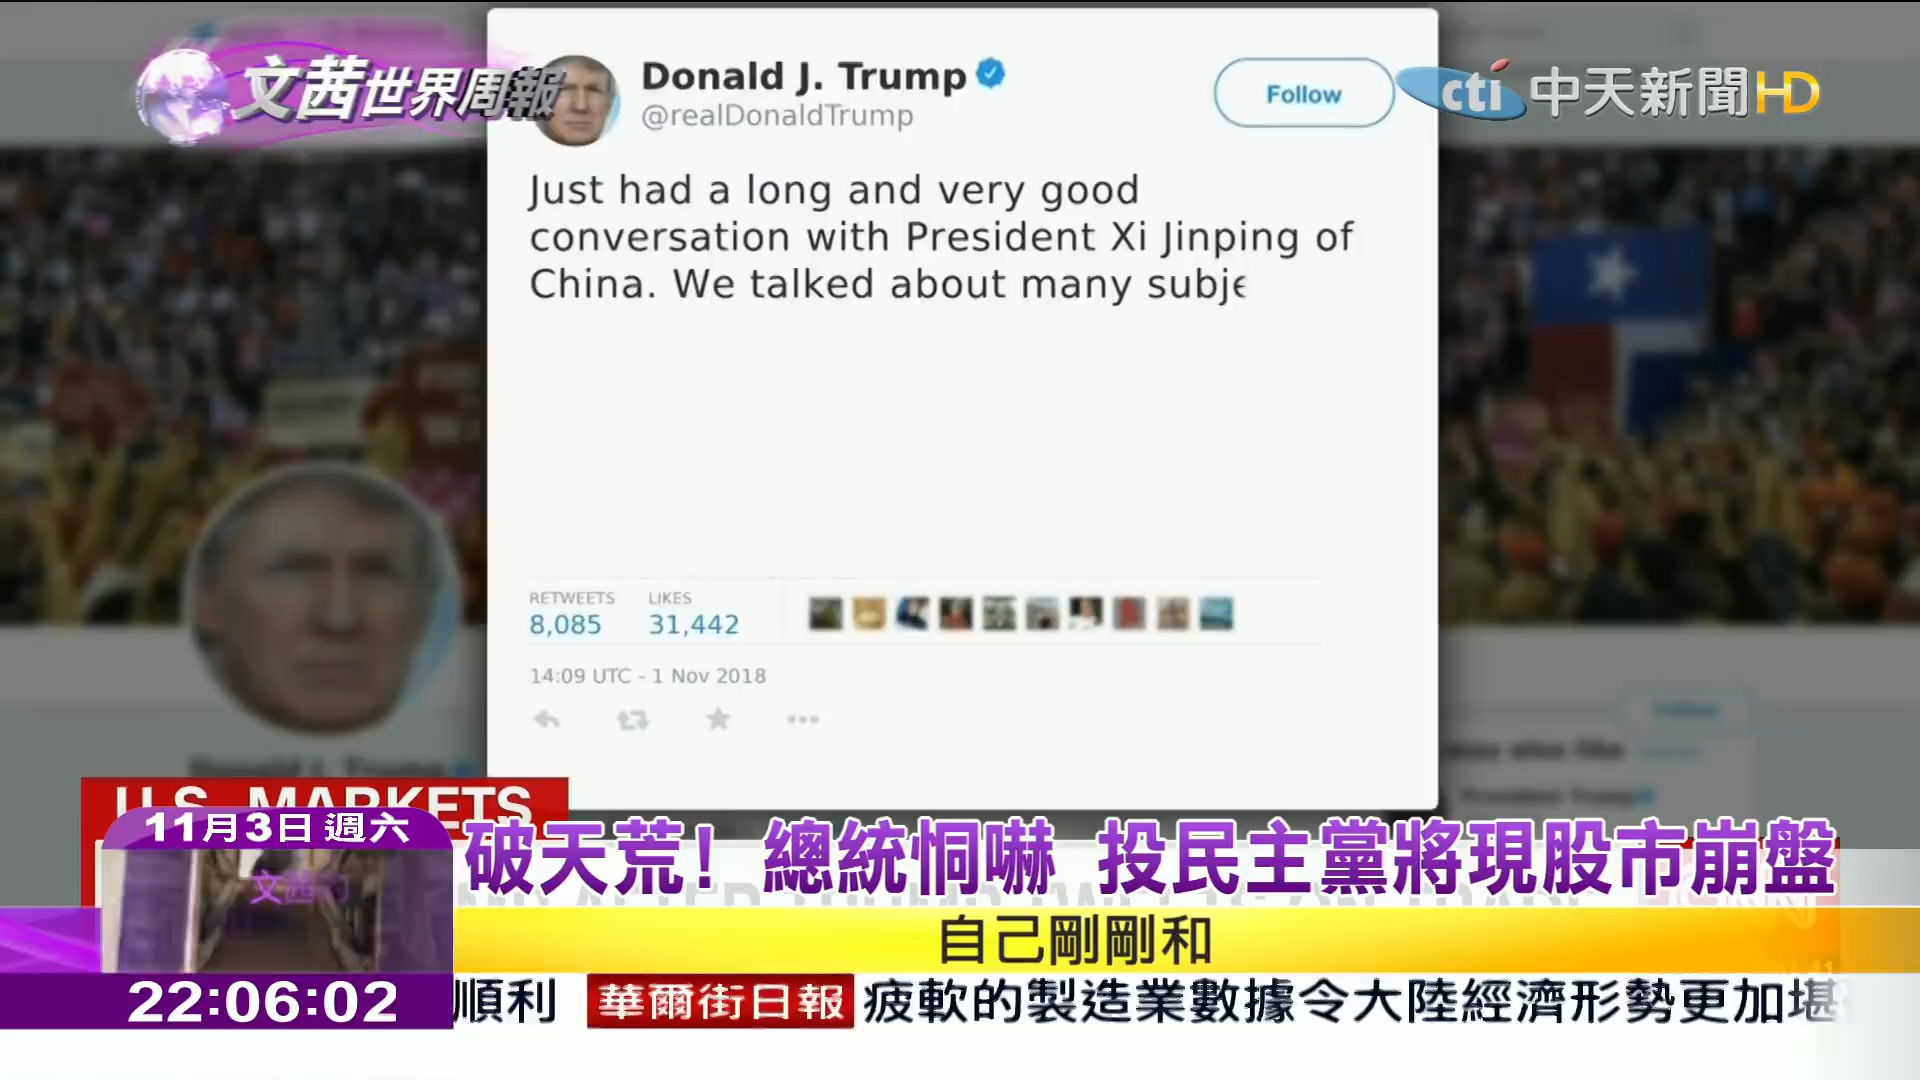 文茜世界周報
Donald J. Trump
@realDonaldTrump
Follow
cti 中天新聞HD
Just had a long and very good
conversation with President Xi Jinping of
China. We talked about many subje
RETWEETS LIKES
8,085 31,442
14:09 UTC - 1 Nov 2018
U.S. MARKETS
11月3日 週六
破天荒! 總統恫嚇 投民主黨將現股市崩盤
自己剛剛和
22:06:02
順利 華爾街日報 疲軟的製造業數據令大陸經濟形勢更加堪